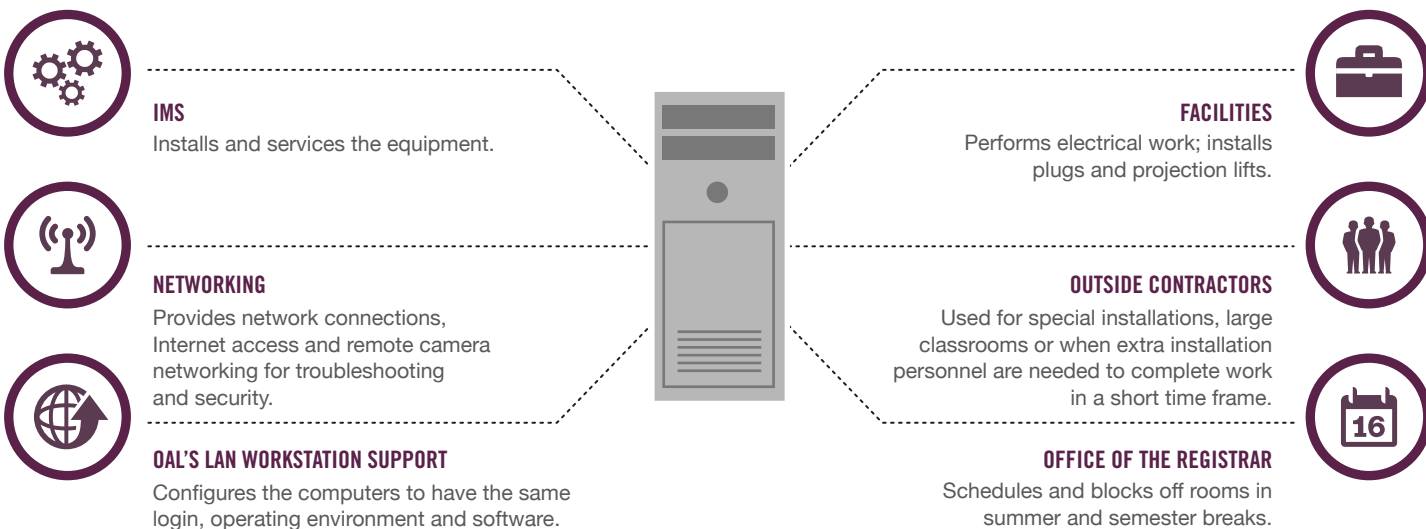 IMS
Installs and services the equipment.
NETWORKING
Provides network connections,
Internet access and remote camera
networking for troubleshooting
and security.
OAL'S LAN WORKSTATION SUPPORT
Configures the computers to have the same
login, operating environment and software.
FACILITIES
Performs electrical work; installs
plugs and projection lifts.
OUTSIDE CONTRACTORS
Used for special installations, large
classrooms or when extra installation
personnel are needed to complete work
in a short time frame.
16
OFFICE OF THE REGISTRAR
Schedules and blocks off rooms in
summer and semester breaks.